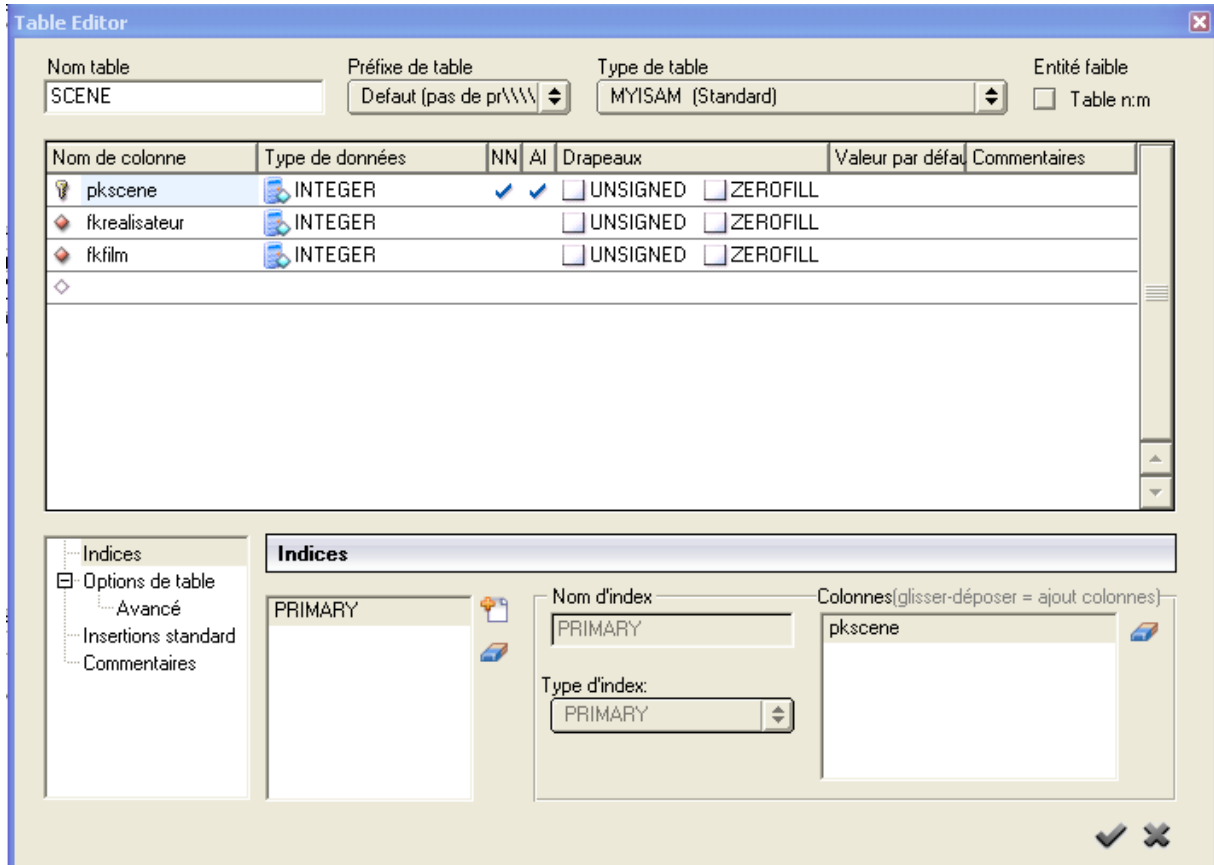 Table Editor
Nom table Préfixe de table Type de table Entité faible
SCENE Defaut (pas de pr\\\\ MYISAM (Standard) Table n:m
Nom de colonne Type de données NN AI Drapeaux Valeur par défau Commentaires
pkscene INTEGER UNSIGNED ZEROFILL
fkrealisateur INTEGER UNSIGNED ZEROFILL
fkfilm INTEGER UNSIGNED ZEROFILL
Indices
Options de table
Avancé
Insertions standard
Commentaires
Indices
PRIMARY
Nom d'index
PRIMARY
Type d'index:
PRIMARY
Colonnes(glisser-déposer = ajout colonnes)
pkscene